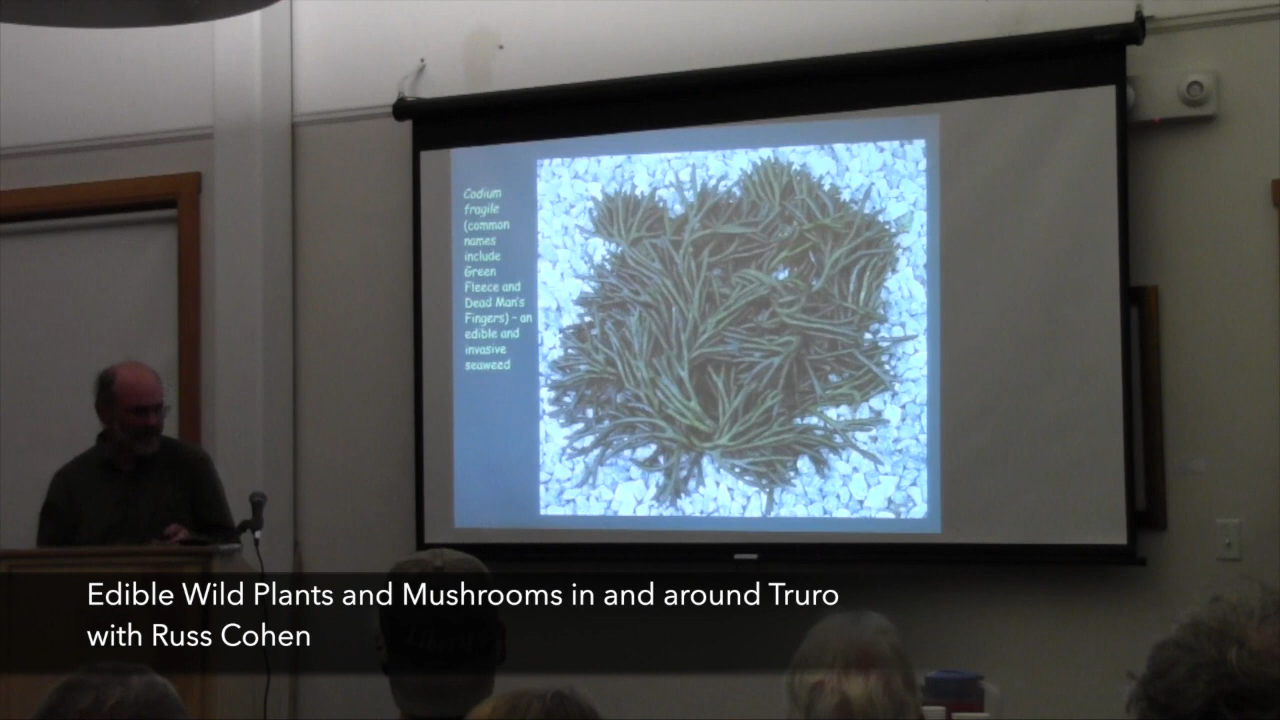 Codium
fragile
(common
names
include
Green
Fleece and
Dead Man's
Fingers) - an
edible and
invasive
seaweed
Edible Wild Plants and Mushrooms in and around Truro
with Russ Cohen